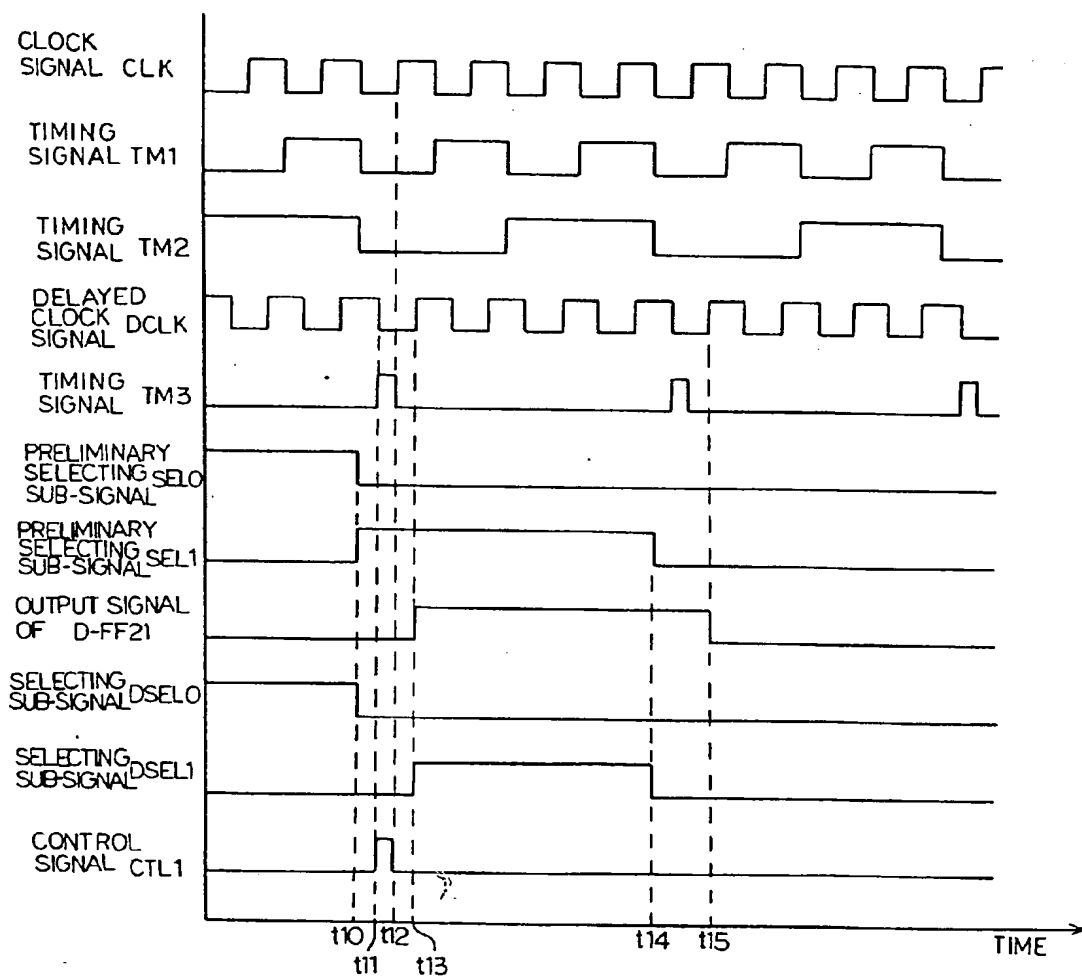 CLOCK
SIGNAL CLK
TIMING
SIGNAL TM1
TIMING
SIGNAL TM2
DELAYED
CLOCK DCLK
SIGNAL
TIMING
SIGNAL TM3
PRELIMINARY
SELECTING SEL0
SUB-SIGNAL
PRELIMINARY
SELECTING SEL1
SUB-SIGNAL
OUTPUT SIGNAL
OF D-FF21
SELECTING
SUB-SIGNAL DSEL0
SELECTING
SUB-SIGNAL DSEL1
CONTROL
SIGNAL CTL1
t10 t12 t14 t15 TIME
t11 t13